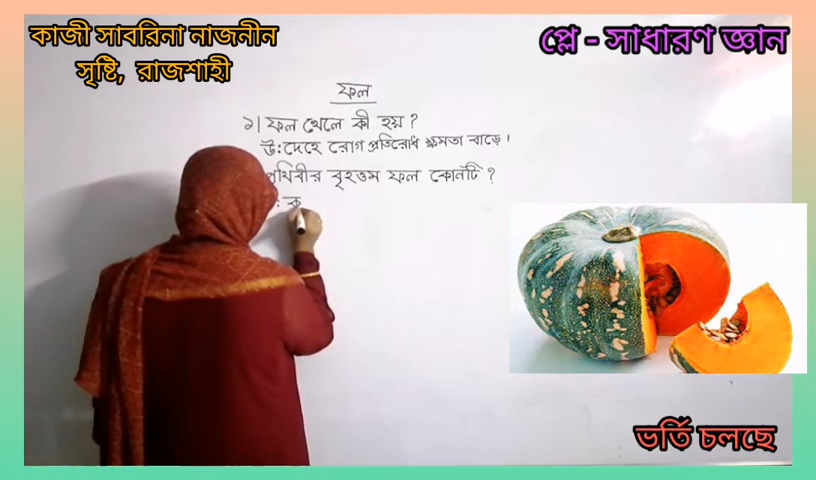 কাজী সাবরিনা নাজনীন
সৃষ্টি, রাজশাহী
প্লে - সাধারণ জ্ঞান
ফল
১। ফল খেলে কী হয় ?
উ: দেহে রোগ প্রতিরোধ ক্ষমতা বাড়ে।
পৃথিবীর বৃহত্তম ফল কোনটি ?
: ক
ভর্তি চলছে